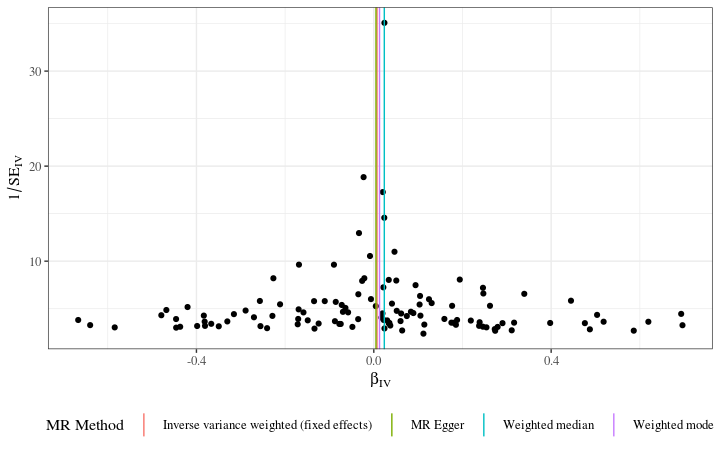 30
20
10
1/SE_IV
-0.4
0.0
0.4
β_IV
MR Method
Inverse variance weighted (fixed effects)
MR Egger
Weighted median
Weighted mode